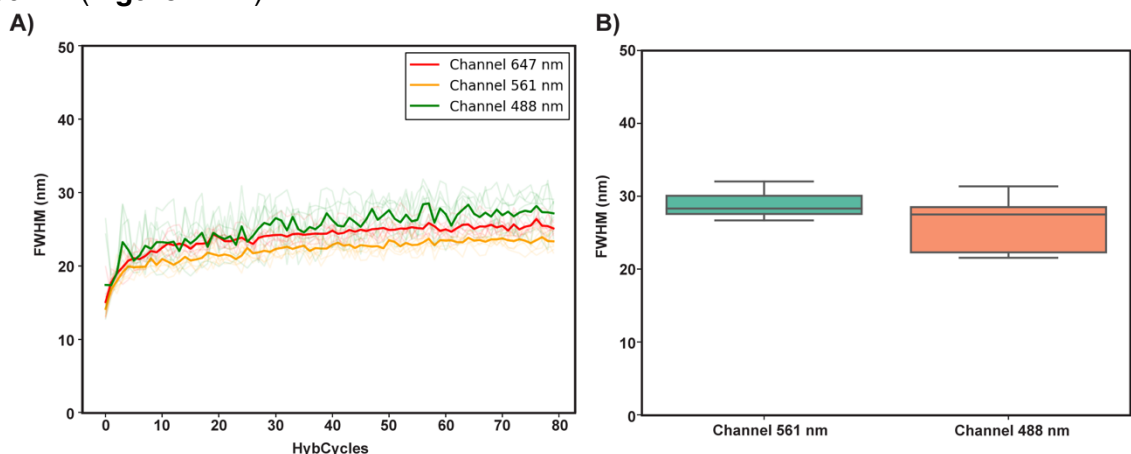 A)
B)
50
40
30
20
10
0
FWHM (nm)
Channel 647 nm
Channel 561 nm
Channel 488 nm
0 10 20 30 40 50 60 70 80
HybCycles
50
40
30
20
10
0
FWHM (nm)
Channel 561 nm Channel 488 nm